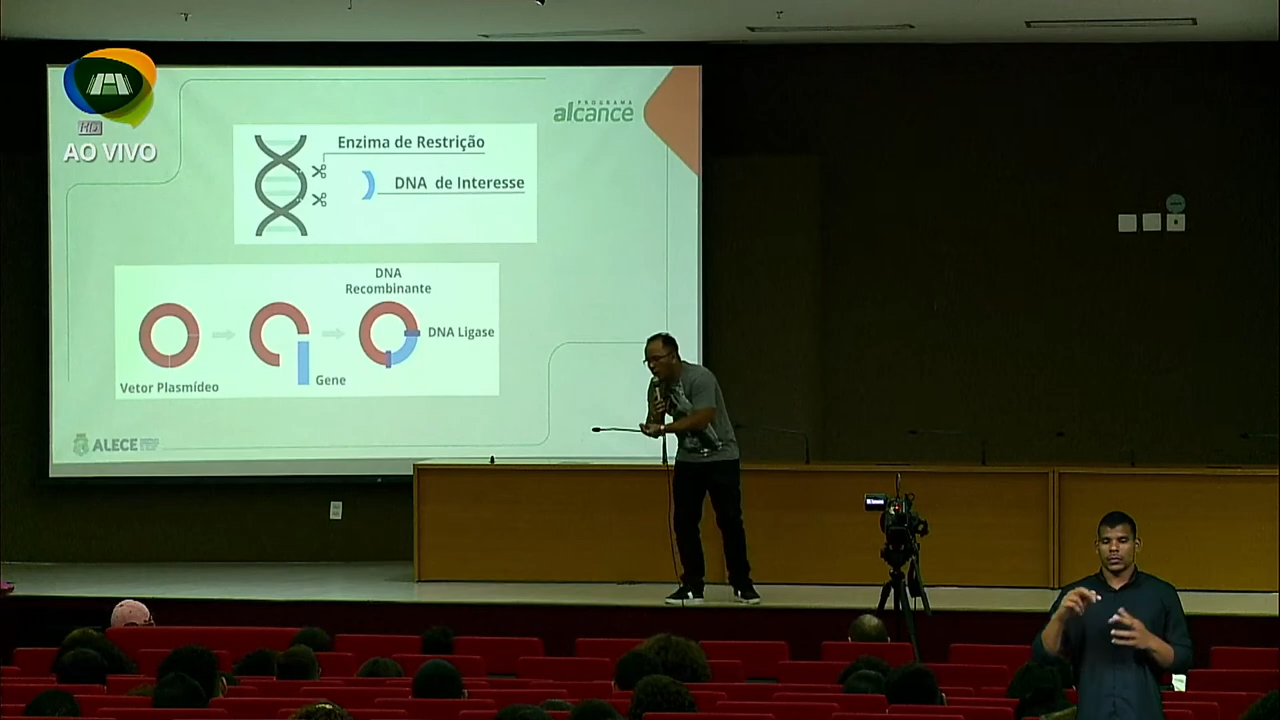 HD
AO VIVO
PROGRAMA
alcance
Enzima de Restrição
DNA de Interesse
DNA
Recombinante
DNA Ligase
Vetor Plasmídeo
Gene
ALECE